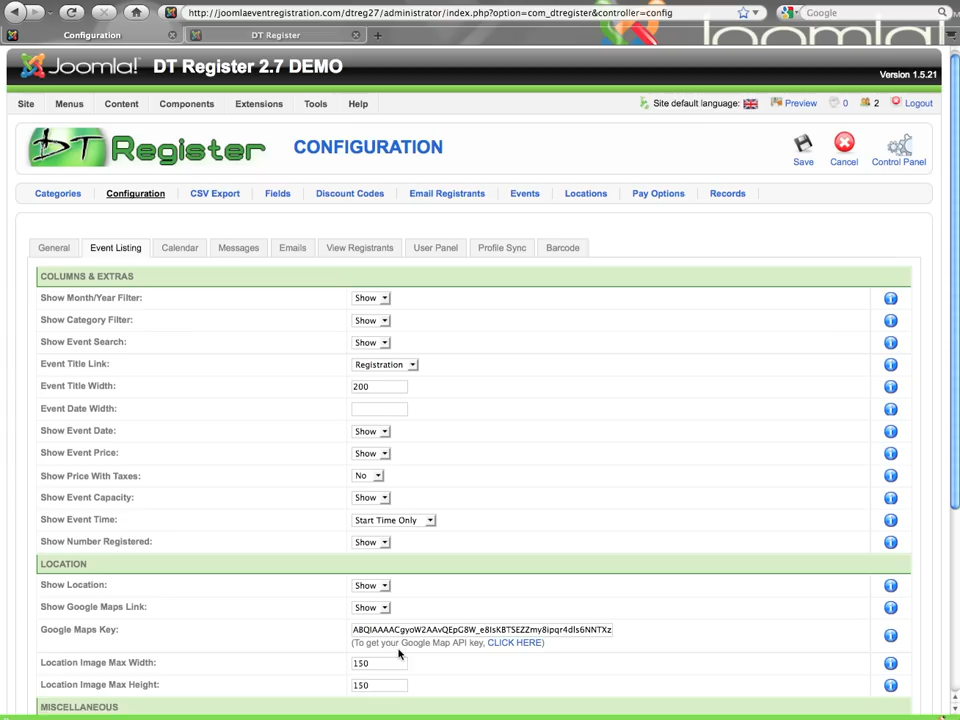 http://joomlaeventregistration.com/dtreg27/administrator/index.php?option=com_dtregister&controller=config
Google
Configuration
DT Register
Joomla! DT Register 2.7 DEMO
Version 1.5.21
Site Menus Content Components Extensions Tools Help
Site default language: Preview 0 2 Logout
DT Register CONFIGURATION
Save Cancel Control Panel
Categories Configuration CSV Export Fields Discount Codes Email Registrants Events Locations Pay Options Records
General Event Listing Calendar Messages Emails View Registrants User Panel Profile Sync Barcode
COLUMNS & EXTRAS
Show Month/Year Filter: Show
Show Category Filter: Show
Show Event Search: Show
Event Title Link: Registration
Event Title Width: 200
Event Date Width:
Show Event Date: Show
Show Event Price: Show
Show Price With Taxes: No
Show Event Capacity: Show
Show Event Time: Start Time Only
Show Number Registered: Show
LOCATION
Show Location: Show
Show Google Maps Link: Show
Google Maps Key:
(To get your Google Map API key, CLICK HERE)
Location Image Max Width: 150
Location Image Max Height: 150
MISCELLANEOUS